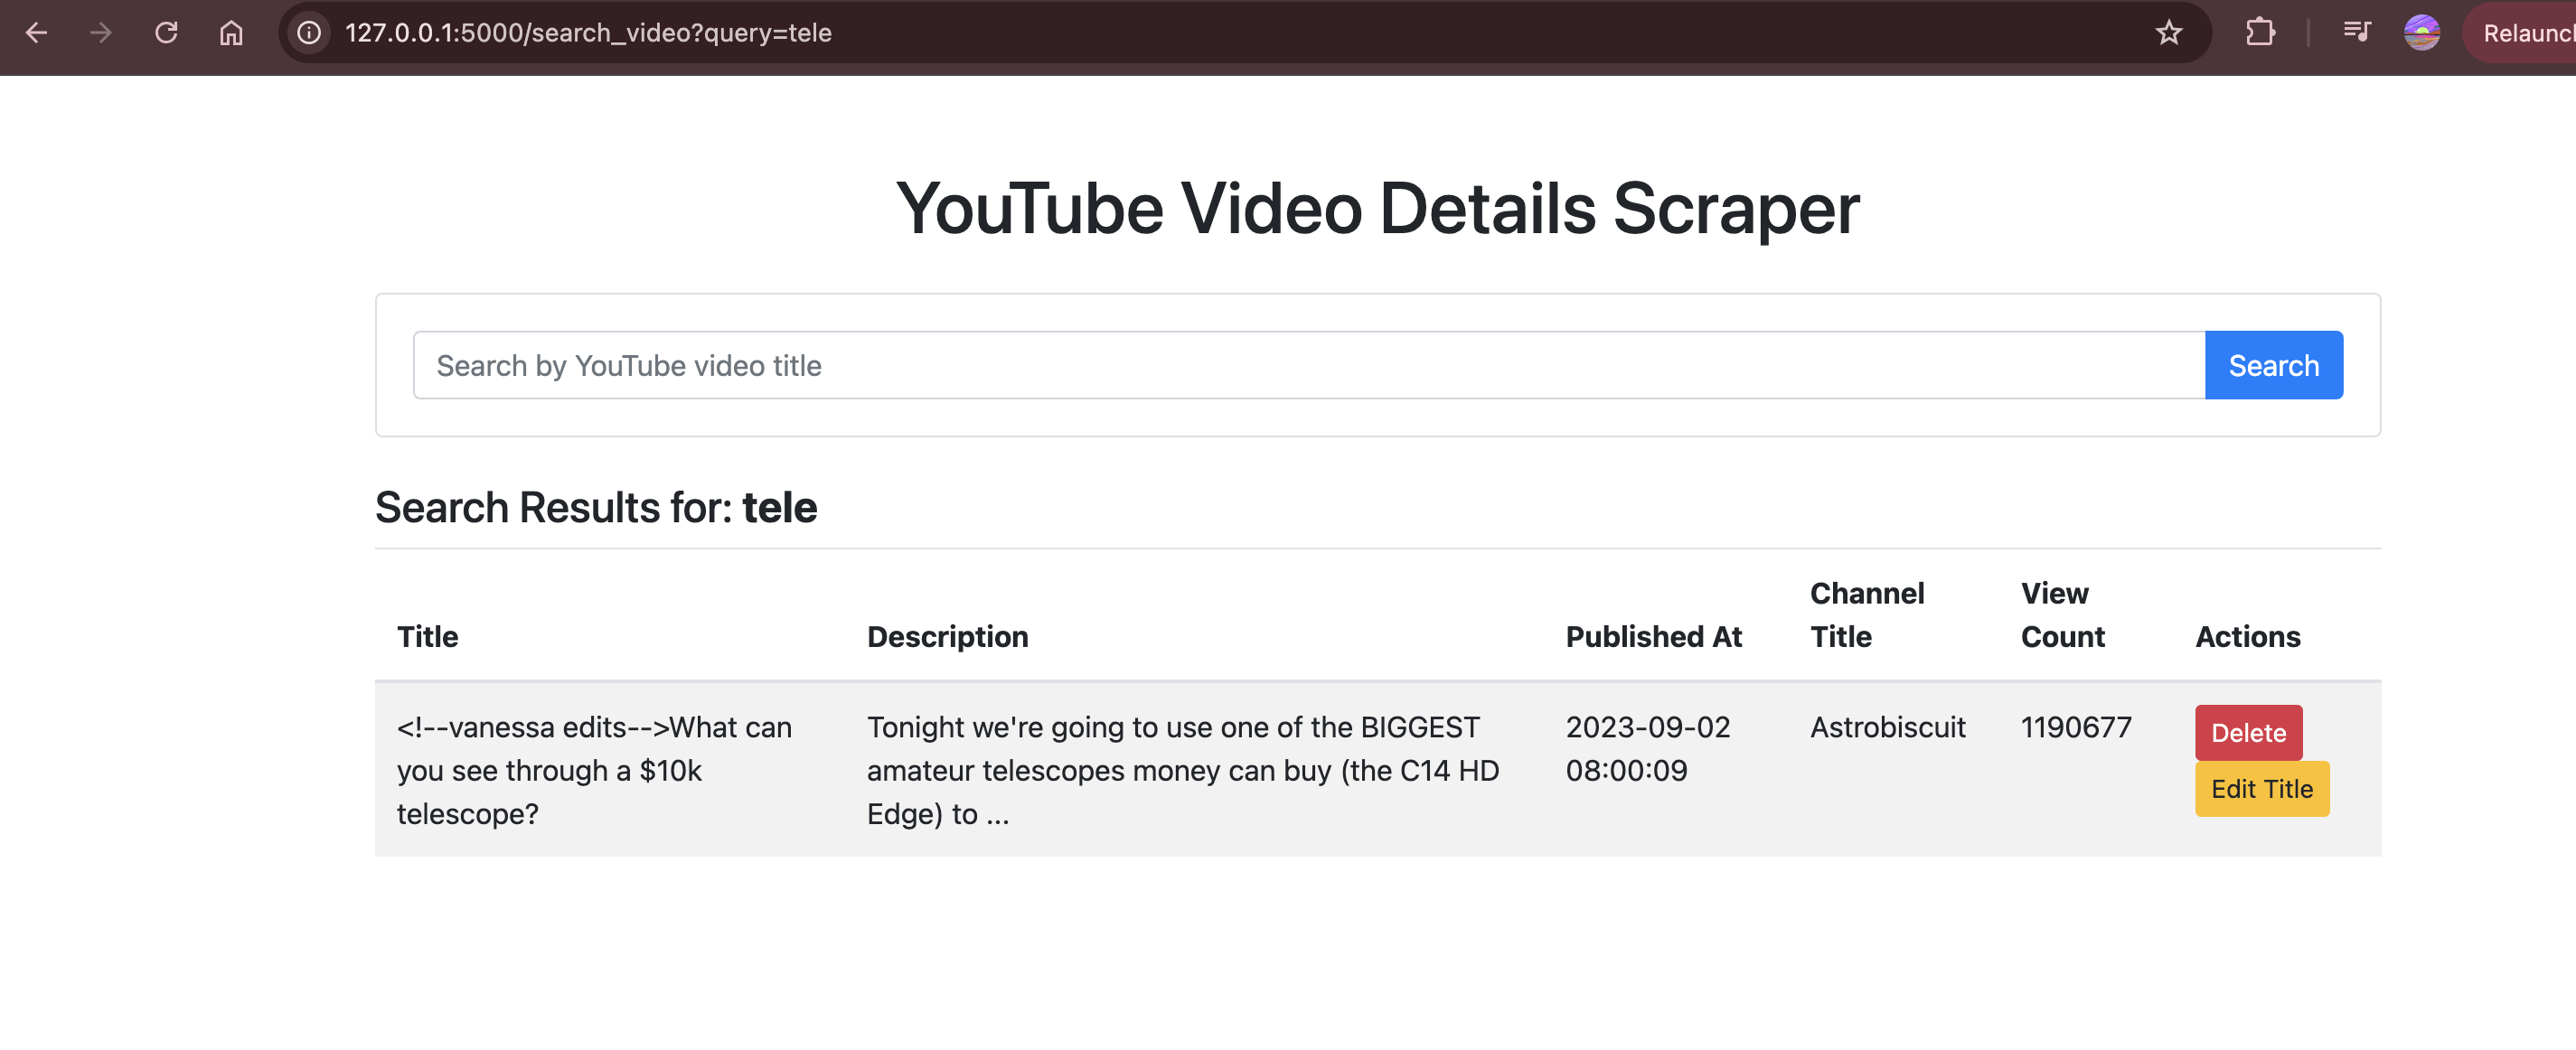 127.0.0.1:5000/search_video?query=tele
YouTube Video Details Scraper
Search by YouTube video title
Search
Search Results for: tele
Title
Description
Published At
Channel
Title
View
Count
Actions
<!--vanessa edits-->What can
you see through a $10k
telescope?
Tonight we're going to use one of the BIGGEST
amateur telescopes money can buy (the C14 HD
Edge) to ...
2023-09-02
08:00:09
Astrobiscuit
1190677
Delete
Edit Title